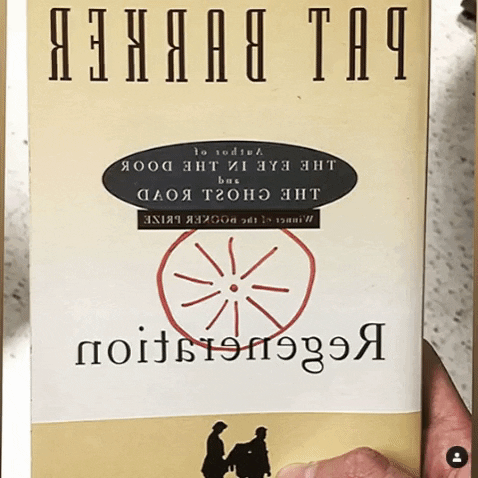 PAT BARKER
Author of
THE EYE IN THE DOOR
and
THE GHOST ROAD
Winner of the BOOKER PRIZE
Regeneration